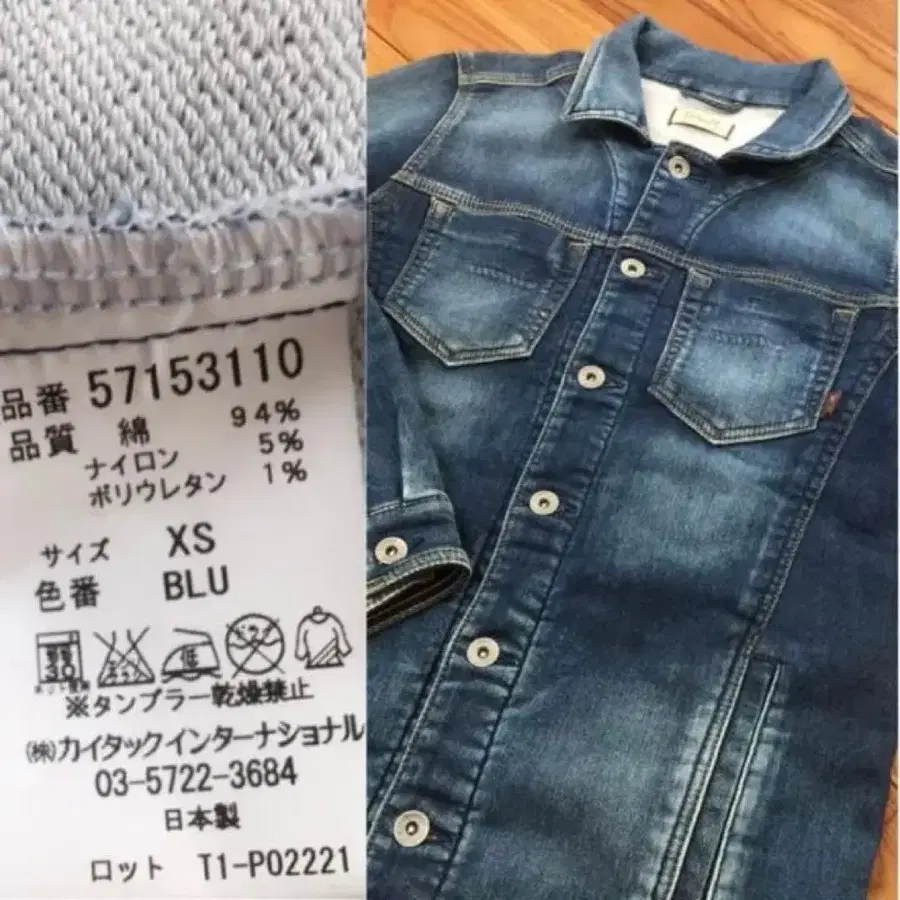 品番 57153110
品質 綿 94%
ナイロン 5%
ポリウレタン 1%
サイズ XS
色番 BLU
低
※タンブラー乾燥禁止
㈱カイタックインターナショナル
03-5722-3684
日本製
ロット T1-P02221